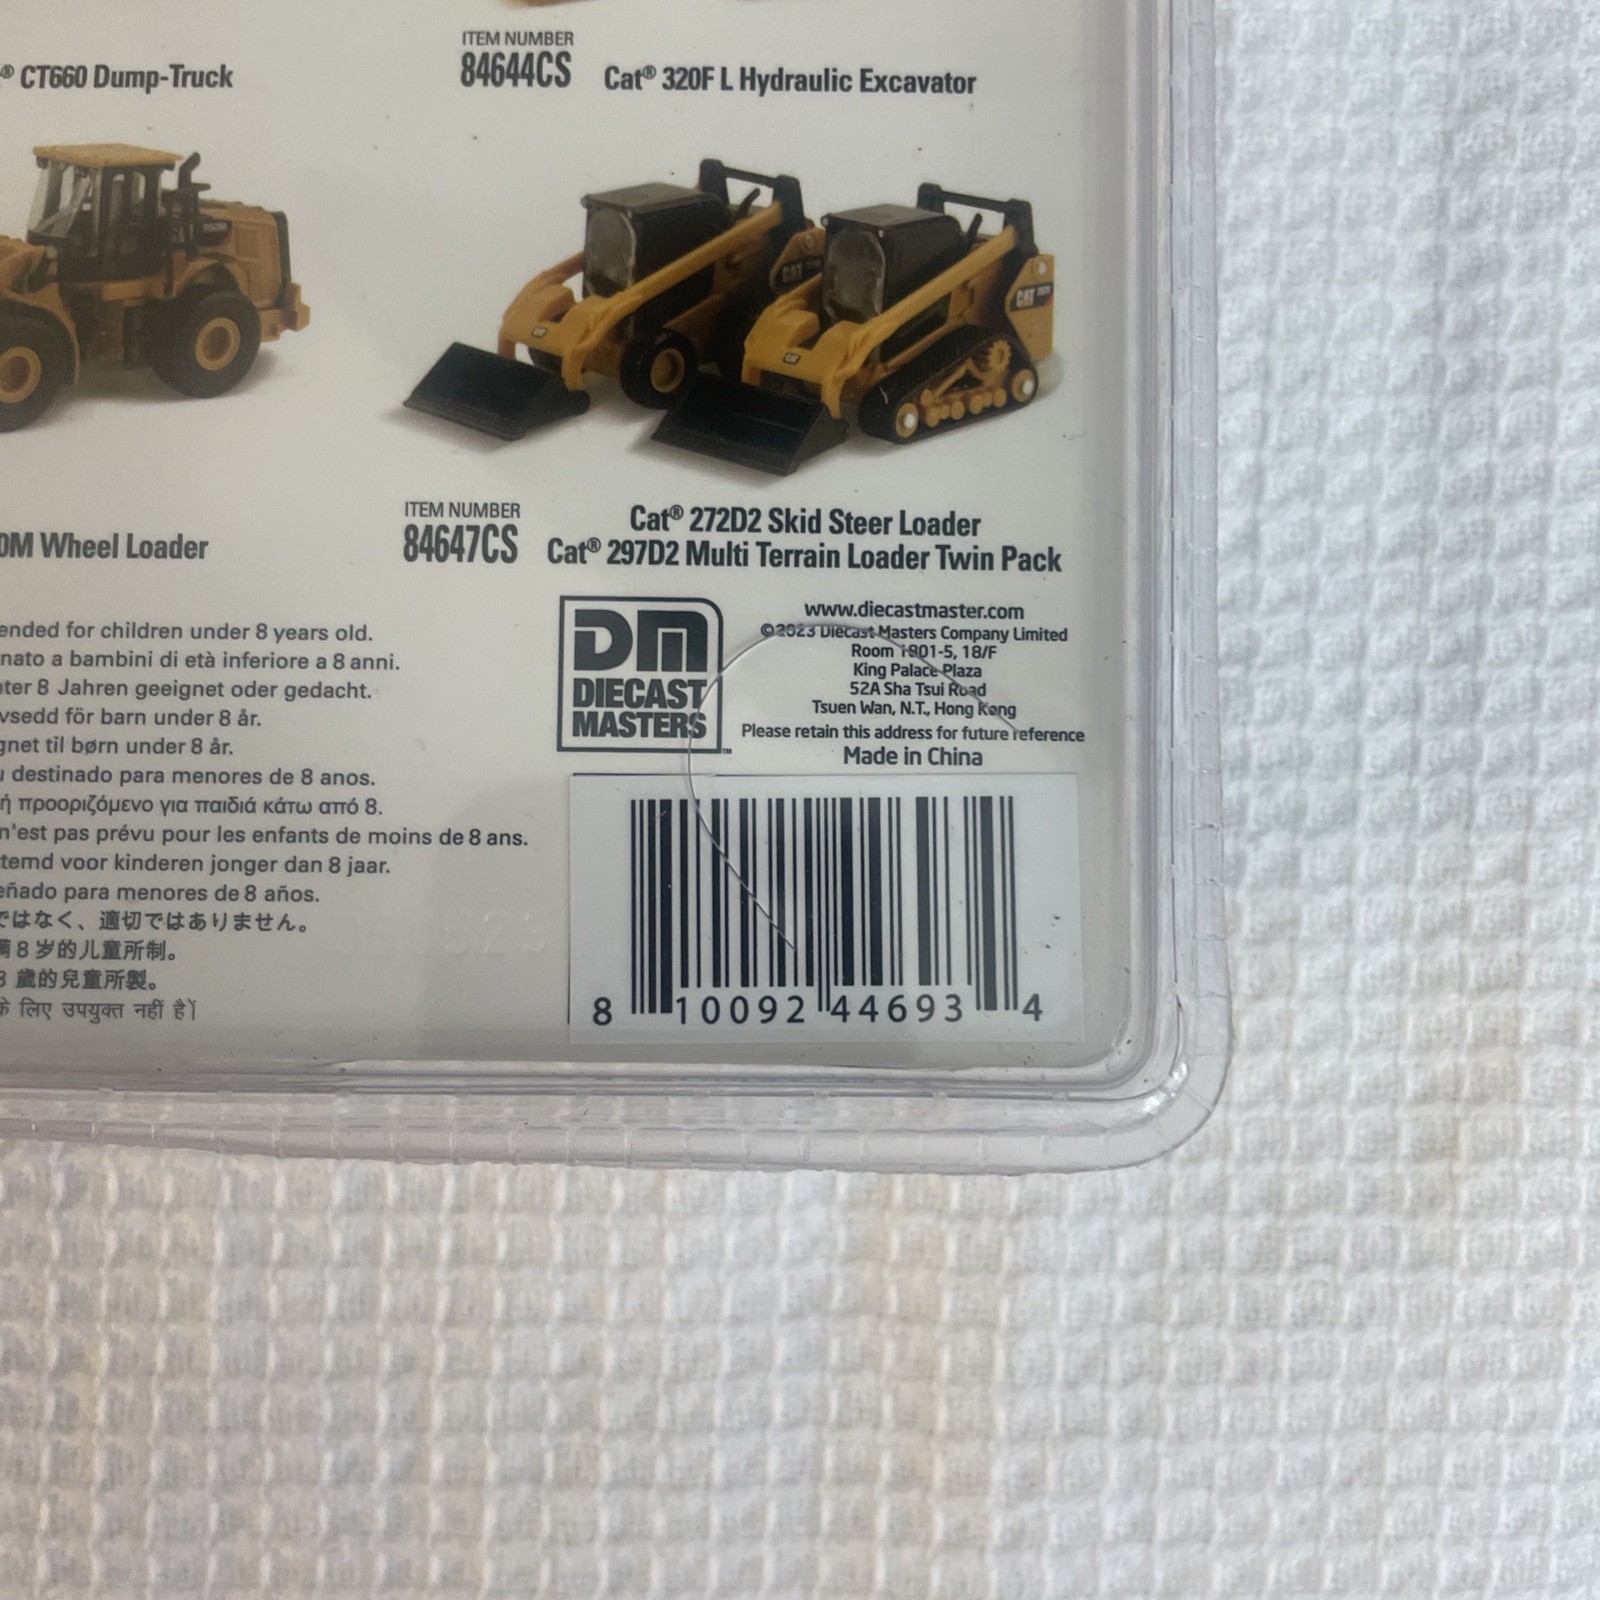 ® CT660 Dump-Truck
ITEM NUMBER
84644CS Cat® 320F L Hydraulic Excavator
CAT
CAT
CAT
CAT
0M Wheel Loader
ITEM NUMBER
84647CS
Cat® 272D2 Skid Steer Loader
Cat® 297D2 Multi Terrain Loader Twin Pack
ended for children under 8 years old.
nato a bambini di età inferiore a 8 anni.
ter 8 Jahren geeignet oder gedacht.
vsedd för barn under 8 år.
gnet til børn under 8 år.
u destinado para menores de 8 anos.
ή προοριζόμενο για παιδιά κάτω από 8.
n'est pas prévu pour les enfants de moins de 8 ans.
temd voor kinderen jonger dan 8 jaar.
eñado para menores de 8 años.
ではなく、適切ではありません。
満 8 岁的儿童所制。
8 歲的兒童所製。
के लिए उपयुक्त नहीं है।
DM
DIECAST
MASTERS™
www.diecastmaster.com
©2023 Diecast Masters Company Limited
Room 1801-5, 18/F
King Palace Plaza
52A Sha Tsui Road
Tsuen Wan, N.T., Hong Kong
Please retain this address for future reference
Made in China
8 10092 44693 4